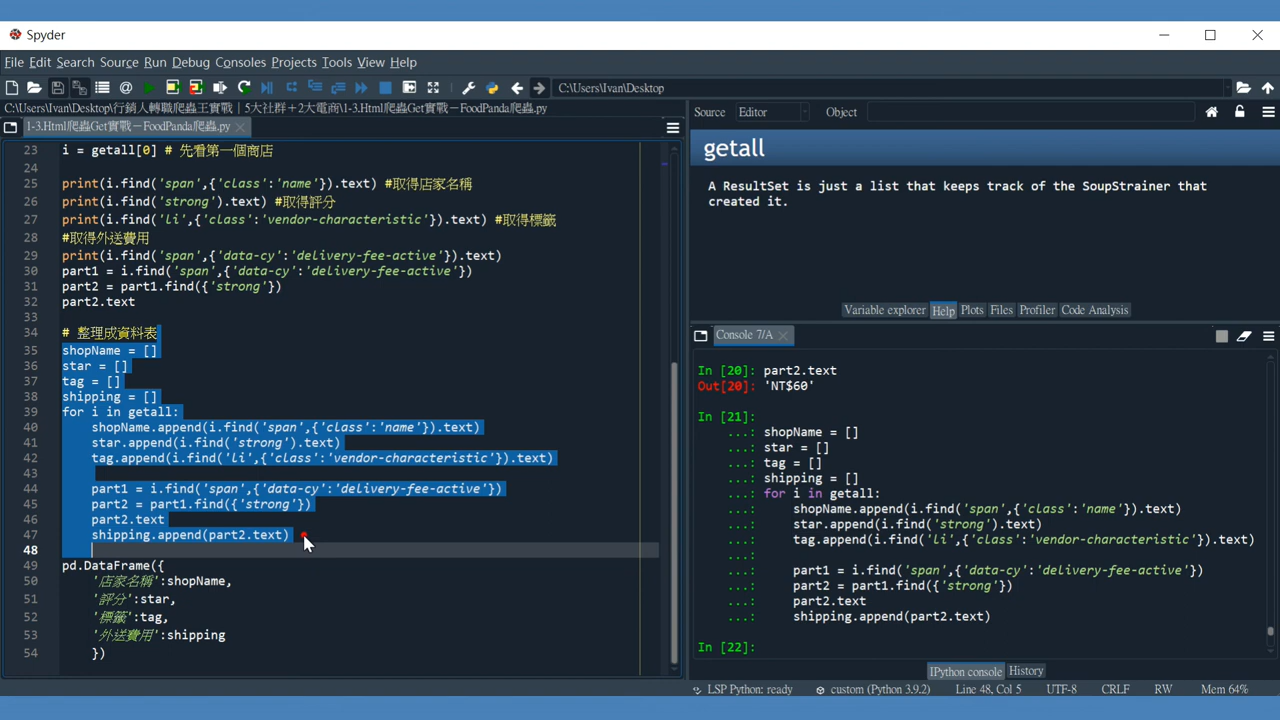 Spyder
File Edit Search Source Run Debug Consoles Projects Tools View Help
C:\Users\Ivan\Desktop
C:\Users\Ivan\Desktop\行銷人轉職爬蟲王實戰｜5大社群＋2大電商\1-3.Html爬蟲Get實戰－FoodPanda爬蟲.py
1-3.Html爬蟲Get實戰－FoodPanda爬蟲.py
23 i = getall[0] # 先看第一個商店
24
25 print(i.find('span',{'class':'name'}).text) #取得店家名稱
26 print(i.find('strong').text) #取得評分
27 print(i.find('li',{'class':'vendor-characteristic'}).text) #取得標籤
28 #取得外送費用
29 print(i.find('span',{'data-cy':'delivery-fee-active'}).text)
30 part1 = i.find('span',{'data-cy':'delivery-fee-active'})
31 part2 = part1.find({'strong'})
32 part2.text
33
34 # 整理成資料表
35 shopName = []
36 star = []
37 tag = []
38 shipping = []
39 for i in getall:
40 shopName.append(i.find('span',{'class':'name'}).text)
41 star.append(i.find('strong').text)
42 tag.append(i.find('li',{'class':'vendor-characteristic'}).text)
43
44 part1 = i.find('span',{'data-cy':'delivery-fee-active'})
45 part2 = part1.find({'strong'})
46 part2.text
47 shipping.append(part2.text)
48
49 pd.DataFrame({
50 '店家名稱':shopName,
51 '評分':star,
52 '標籤':tag,
53 '外送費用':shipping
54 })
Source Editor Object
getall
A ResultSet is just a list that keeps track of the SoupStrainer that
created it.
Variable explorer Help Plots Files Profiler Code Analysis
Console 7/A
In [20]: part2.text
Out[20]: 'NT$60'
In [21]:
...: shopName = []
...: star = []
...: tag = []
...: shipping = []
...: for i in getall:
...: shopName.append(i.find('span',{'class':'name'}).text)
...: star.append(i.find('strong').text)
...: tag.append(i.find('li',{'class':'vendor-characteristic'}).text)
...:
...: part1 = i.find('span',{'data-cy':'delivery-fee-active'})
...: part2 = part1.find({'strong'})
...: part2.text
...: shipping.append(part2.text)
In [22]:
IPython console History
LSP Python: ready custom (Python 3.9.2) Line 48, Col 5 UTF-8 CRLF RW Mem 64%